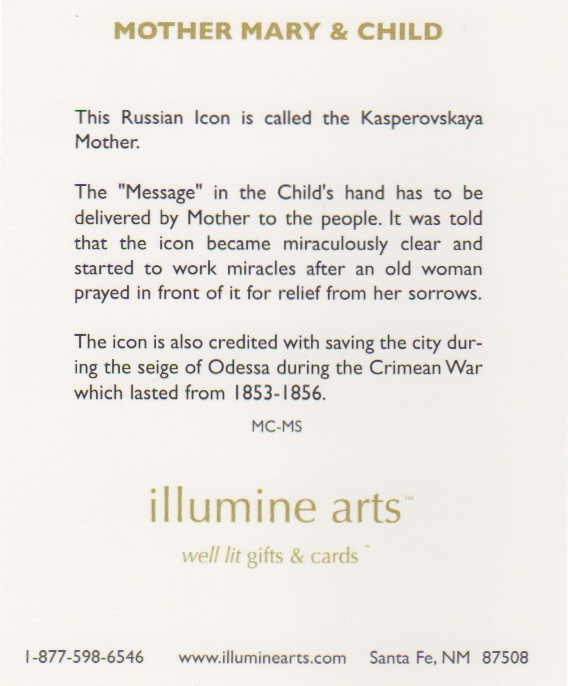 MOTHER MARY & CHILD
This Russian Icon is called the Kasperovskaya
Mother.
The "Message" in the Child's hand has to be
delivered by Mother to the people. It was told
that the icon became miraculously clear and
started to work miracles after an old woman
prayed in front of it for relief from her sorrows.
The icon is also credited with saving the city dur-
ing the seige of Odessa during the Crimean War
which lasted from 1853-1856.
MC-MS
illumine arts™
well lit gifts & cards™
1-877-598-6546 www.illuminearts.com Santa Fe, NM 87508